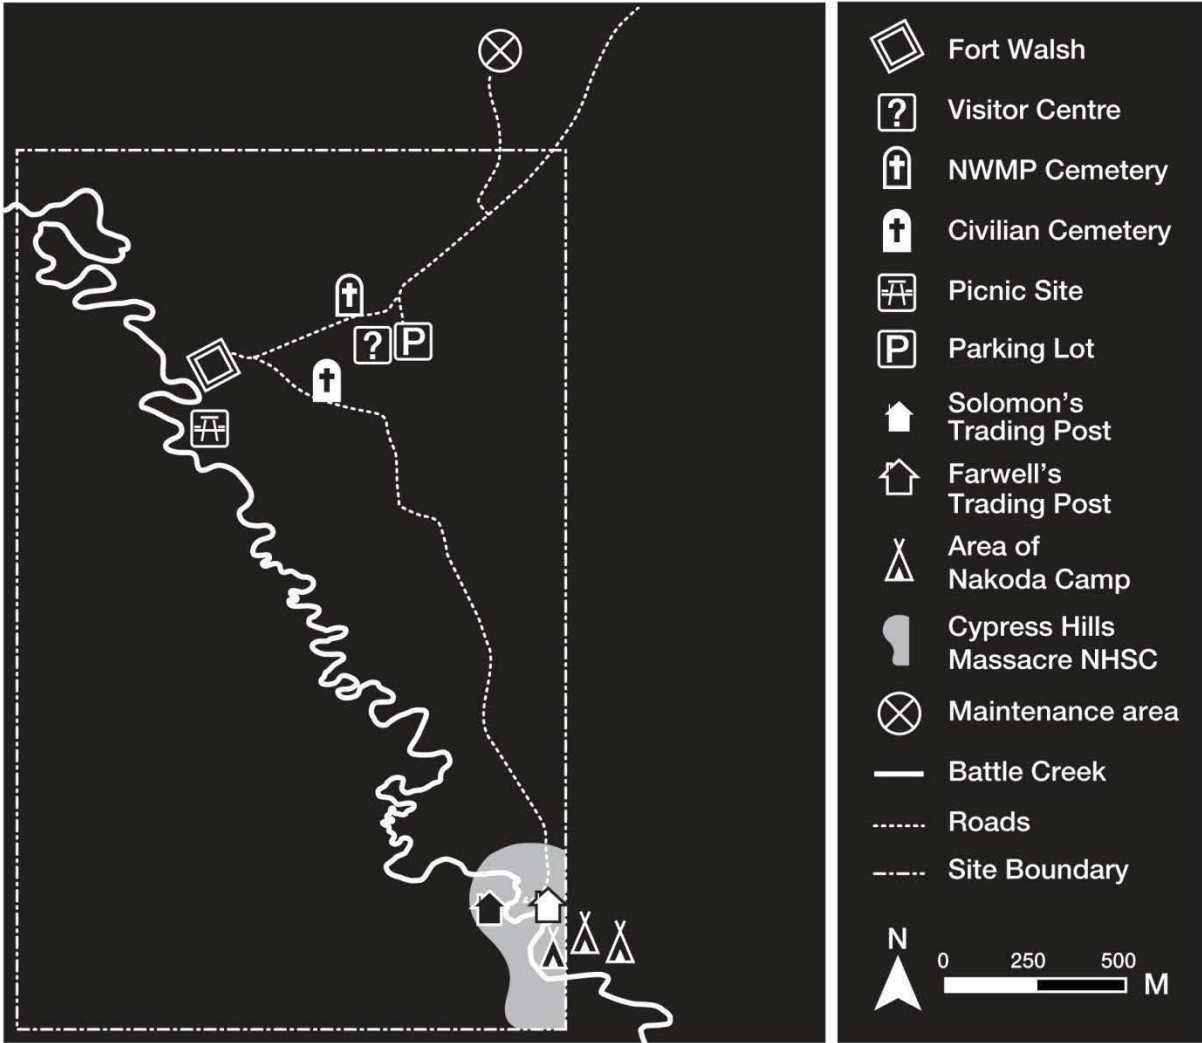 ?
P
Fort Walsh
?
Visitor Centre
NWMP Cemetery
Civilian Cemetery
Picnic Site
P
Parking Lot
Solomon's
Trading Post
Farwell's
Trading Post
Area of
Nakoda Camp
Cypress Hills
Massacre NHSC
Maintenance area
Battle Creek
Roads
Site Boundary
N
0 250 500
M